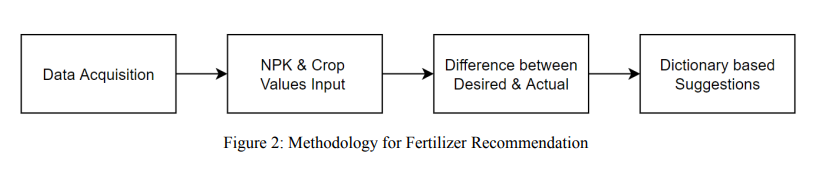 Data Acquisition
NPK & Crop
Values Input
Difference between
Desired & Actual
Dictionary based
Suggestions
Figure 2: Methodology for Fertilizer Recommendation